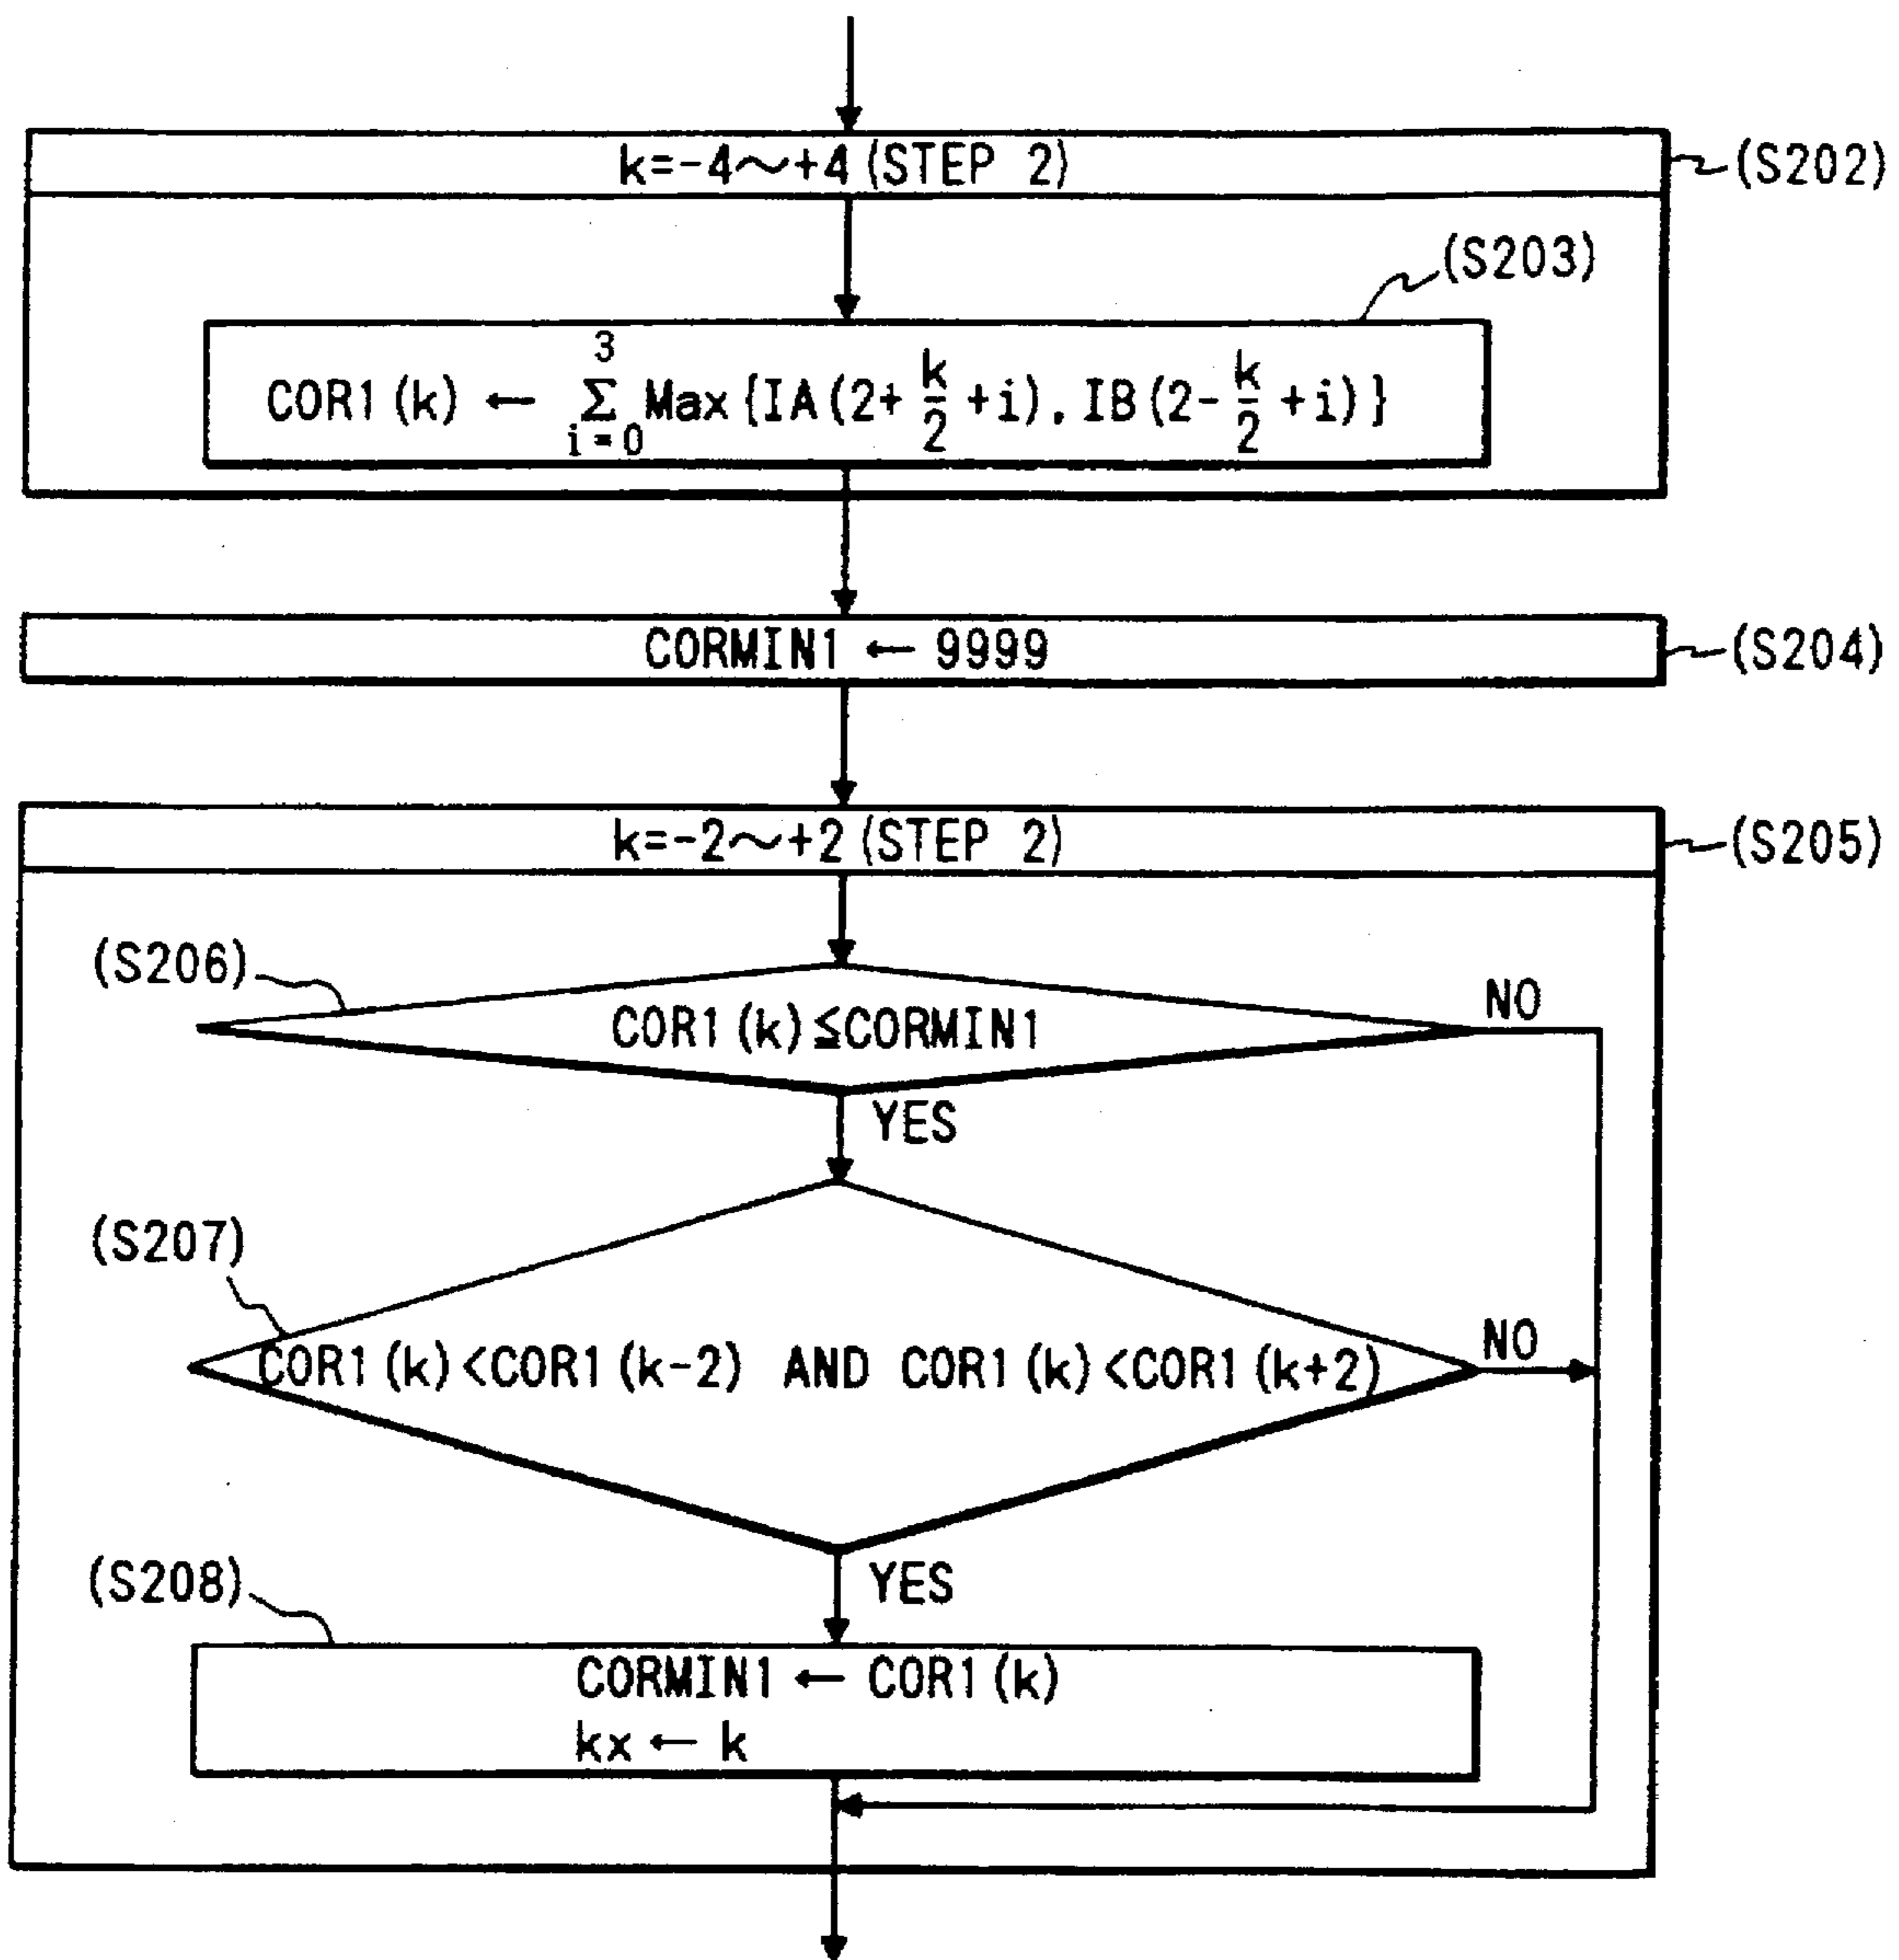 k=-4～+4(STEP 2)
(S202)
(S203)
COR1(k) ← 3 Σ i=0 Max{IA(2+ k/2 +i), IB(2- k/2 +i)}
CORMIN1 ← 9999
(S204)
k=-2～+2(STEP 2)
(S205)
(S206)
COR1(k)≦CORMIN1
NO
YES
(S207)
COR1(k)<COR1(k-2) AND COR1(k)<COR1(k+2)
NO
YES
(S208)
CORMIN1 ← COR1(k)
kx ← k